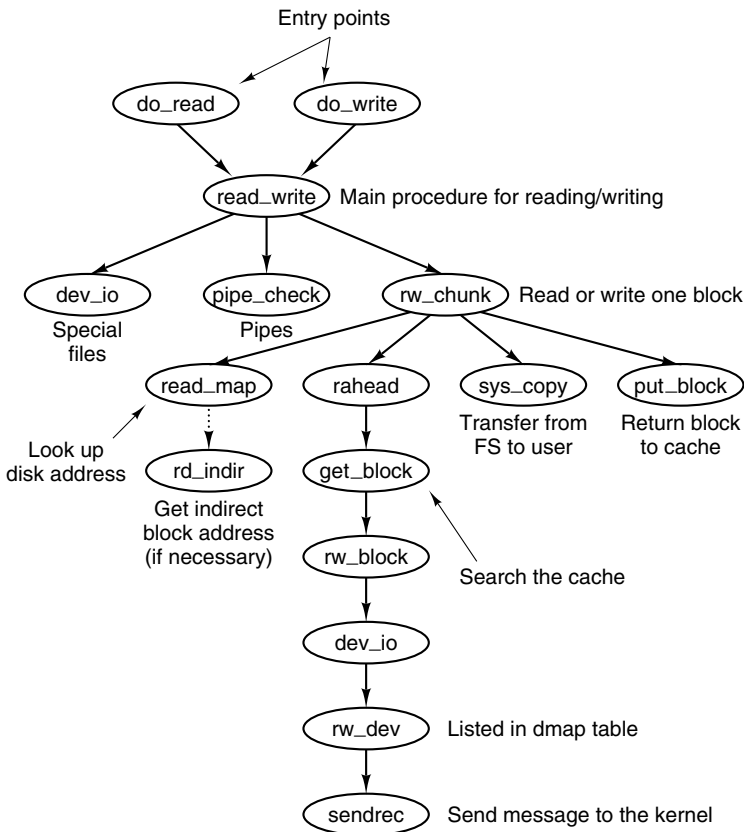 Entry points
do_read
do_write
read_write
Main procedure for reading/writing
dev_io
pipe_check
rw_chunk
Read or write one block
Special
files
Pipes
read_map
rahead
sys_copy
put_block
Look up
disk address
Transfer from
FS to user
Return block
to cache
rd_indir
get_block
Get indirect
block address
(if necessary)
rw_block
Search the cache
dev_io
rw_dev
Listed in dmap table
sendrec
Send message to the kernel